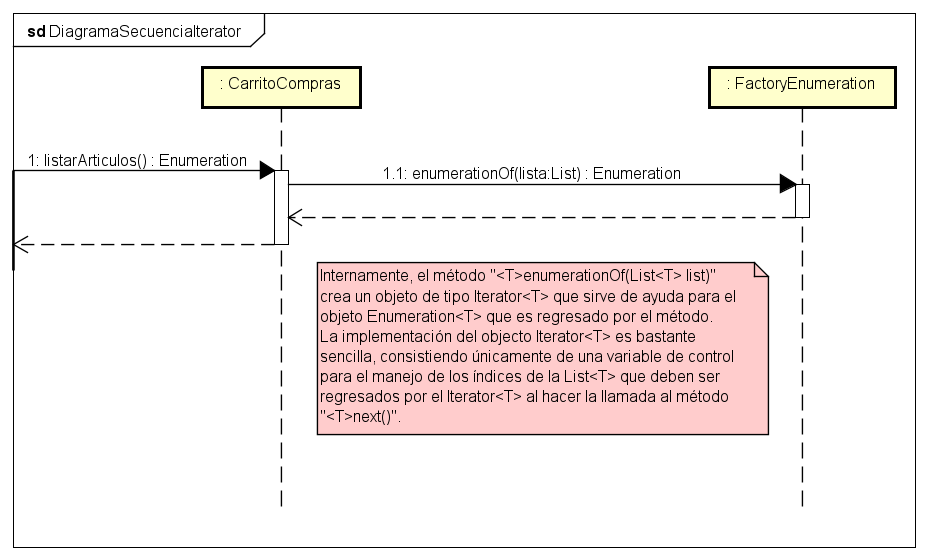 sd DiagramaSecuenciaIterator
: CarritoCompras
: FactoryEnumeration
1: listarArticulos() : Enumeration
1.1: enumerationOf(lista:List) : Enumeration
Internamente, el método "<T>enumerationOf(List<T> list)"
crea un objeto de tipo Iterator<T> que sirve de ayuda para el
objeto Enumeration<T> que es regresado por el método.
La implementación del objecto Iterator<T> es bastante
sencilla, consistiendo únicamente de una variable de control
para el manejo de los índices de la List<T> que deben ser
regresados por el Iterator<T> al hacer la llamada al método
"<T>next()".